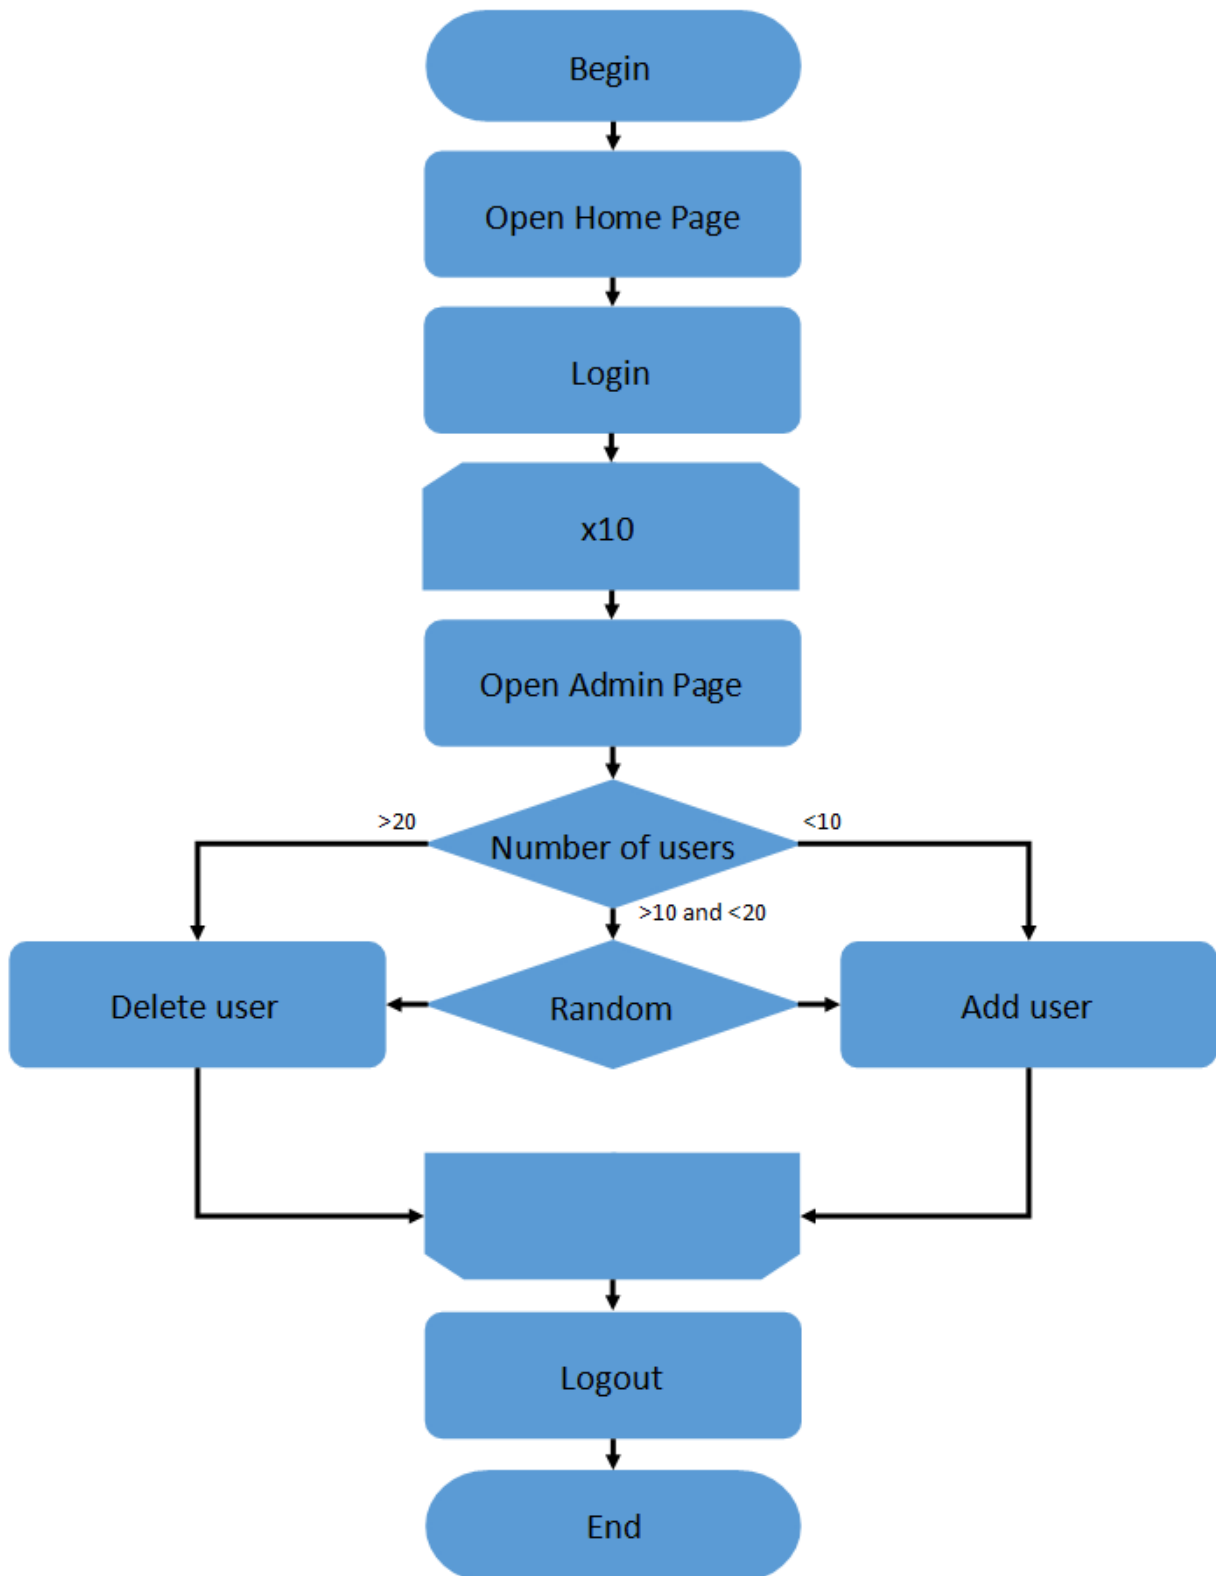 Begin
Open Home Page
Login
x10
Open Admin Page
>20
<10
Number of users
>10 and <20
Delete user
Random
Add user
Logout
End